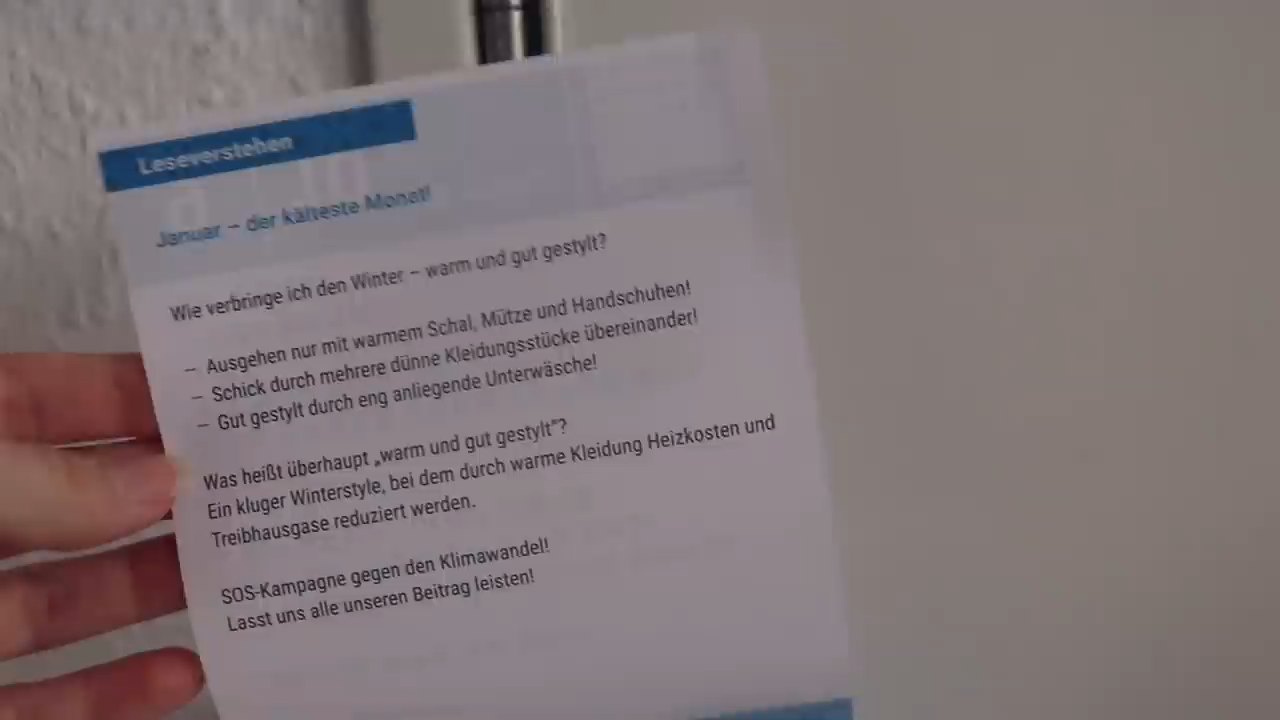 Leseverstehen
Januar – der kälteste Monat!
Wie verbringe ich den Winter – warm und gut gestylt?
– Ausgehen nur mit warmem Schal, Mütze und Handschuhen!
– Schick durch mehrere dünne Kleidungsstücke übereinander!
– Gut gestylt durch eng anliegende Unterwäsche!
Was heißt überhaupt „warm und gut gestylt"?
Ein kluger Winterstyle, bei dem durch warme Kleidung Heizkosten und
Treibhausgase reduziert werden.
SOS-Kampagne gegen den Klimawandel!
Lasst uns alle unseren Beitrag leisten!